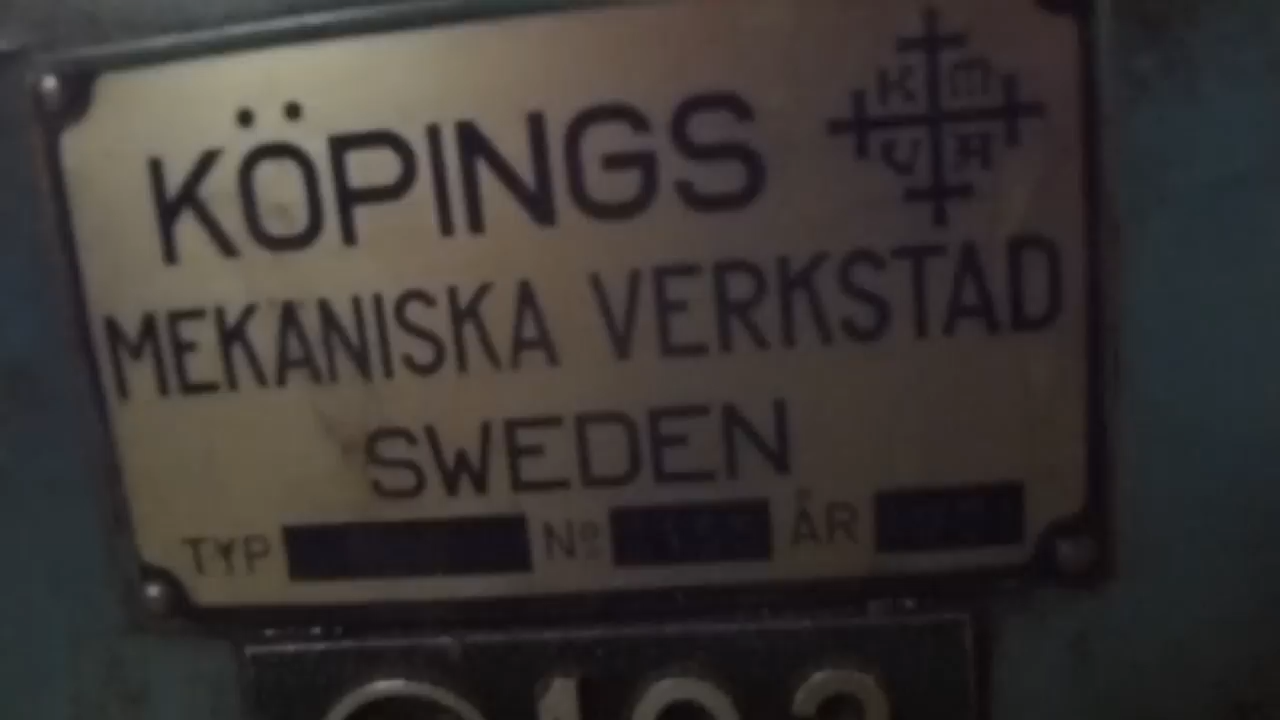 KÖPINGS
K M
V A
MEKANISKA VERKSTAD
SWEDEN
TYP Nº ÅR